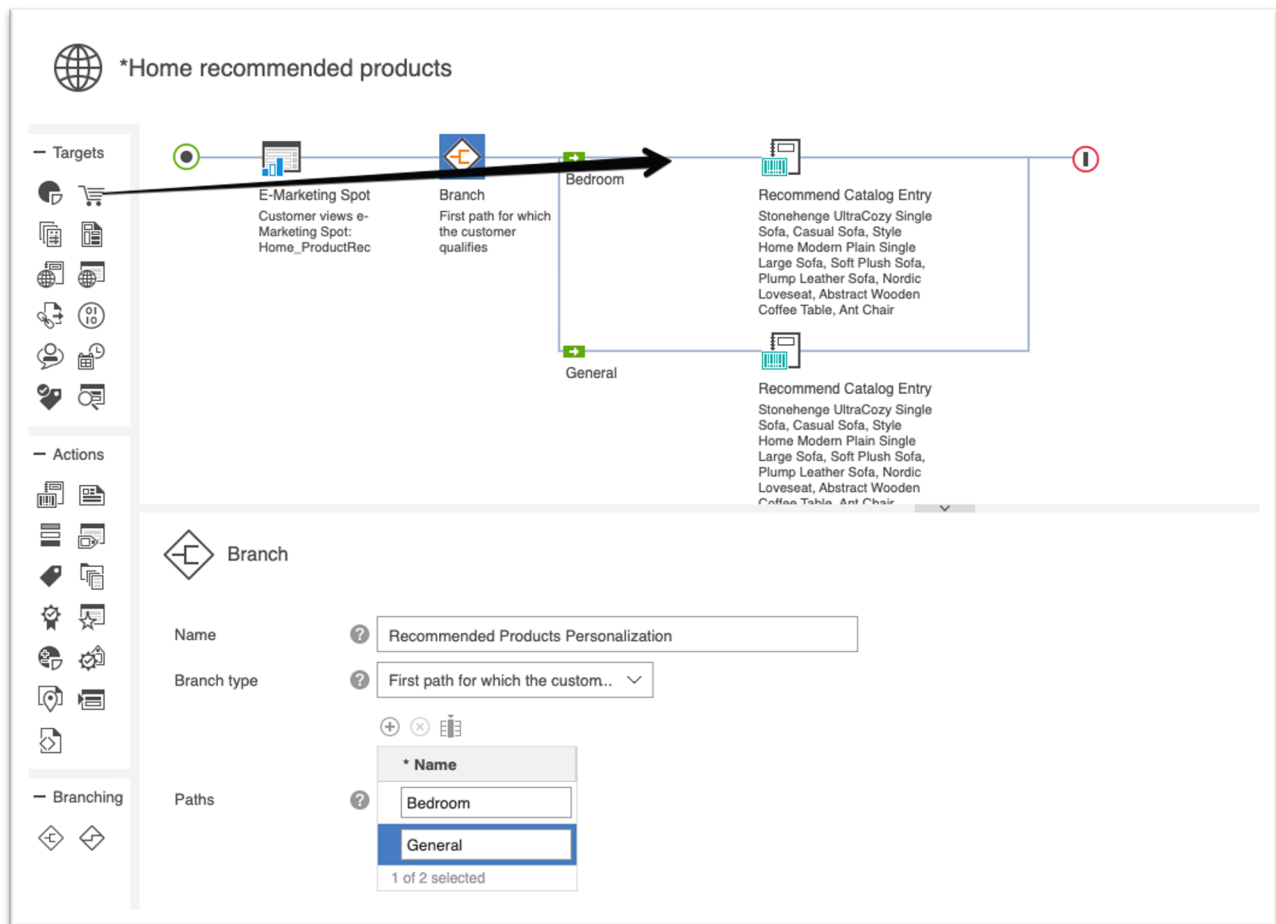 *Home recommended products
Targets
Actions
Branching
E-Marketing Spot
Customer views e-
Marketing Spot:
Home_ProductRec
Branch
First path for which
the customer
qualifies
Bedroom
Recommend Catalog Entry
Stonehenge UltraCozy Single
Sofa, Casual Sofa, Style
Home Modern Plain Single
Large Sofa, Soft Plush Sofa,
Plump Leather Sofa, Nordic
Loveseat, Abstract Wooden
Coffee Table, Ant Chair
General
Recommend Catalog Entry
Stonehenge UltraCozy Single
Sofa, Casual Sofa, Style
Home Modern Plain Single
Large Sofa, Soft Plush Sofa,
Plump Leather Sofa, Nordic
Loveseat, Abstract Wooden
Coffee Table, Ant Chair
Branch
Name
Recommended Products Personalization
Branch type
First path for which the custom...
Paths
* Name
Bedroom
General
1 of 2 selected